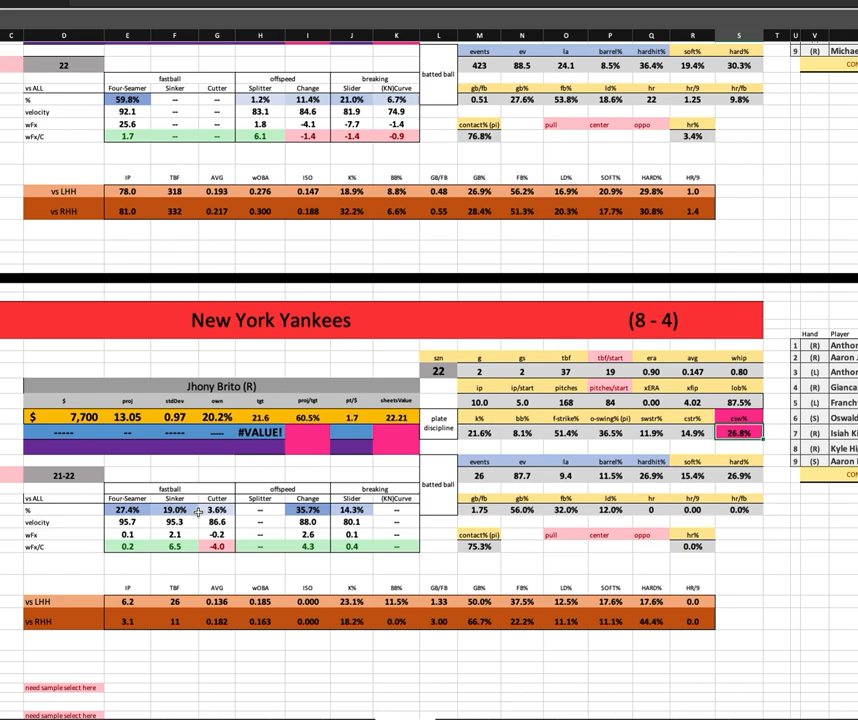 C D E F G H I J K L M N O P Q R S T U V
events ev la barrel% hardhit% soft% hard% 9 (R) Michae
22 423 88.5 24.1 8.5% 36.4% 19.4% 30.3% CON
fastball offspeed breaking batted ball gb/fb gb% fb% ld% hr hr/9 hr/fb
vs ALL Four-Seamer Sinker Cutter Splitter Change Slider (KN)Curve 0.51 27.6% 53.8% 18.6% 22 1.25 9.8%
% 59.8% -- -- 1.2% 11.4% 21.0% 6.7%
velocity 92.1 -- -- 83.1 84.6 81.9 74.9
wFx 25.6 -- -- 1.8 -4.1 -7.7 -1.4 contact% (pi) pull center oppo hr%
wFx/C 1.7 -- -- 6.1 -1.4 -1.4 -0.9 76.8% 3.4%
IP TBF AVG wOBA ISO K% BB% GB/FB GB% FB% LD% SOFT% HARD% HR/9
vs LHH 78.0 318 0.193 0.276 0.147 18.9% 8.8% 0.48 26.9% 56.2% 16.9% 20.9% 29.8% 1.0
vs RHH 81.0 332 0.217 0.300 0.188 32.2% 6.6% 0.55 28.4% 51.3% 20.3% 17.7% 30.8% 1.4
New York Yankees (8 - 4)
Hand Player
1 (R) Anthor
szn g gs tbf tbf/start era avg whip 2 (R) Aaron J
22 2 2 37 19 0.90 0.147 0.80 3 (L) Anthor
Jhony Brito (R) ip ip/start pitches pitches/start xERA xfip lob% 4 (R) Gianca
$ proj stdDev own tgt proj/tgt pt/$ sheetsValue 10.0 5.0 168 84 0.00 4.02 87.5% 5 (L) Franch
$ 7,700 13.05 0.97 20.2% 21.6 60.5% 1.7 22.21 plate discipline k% bb% f-strike% o-swing% (pi) swstr% cstr% csw% 6 (S) Oswald
----- -- -- ---- #VALUE! 21.6% 8.1% 51.4% 36.5% 11.9% 14.9% 26.8% 7 (R) Isiah K
8 (R) Kyle Hi
events ev la barrel% hardhit% soft% hard% 9 (S) Aaron
21-22 26 87.7 9.4 11.5% 26.9% 15.4% 26.9% CON
fastball offspeed breaking batted ball gb/fb gb% fb% ld% hr hr/9 hr/fb
vs ALL Four-Seamer Sinker Cutter Splitter Change Slider (KN)Curve 1.75 56.0% 32.0% 12.0% 0 0.00 0.0%
% 27.4% 19.0% 3.6% -- 35.7% 14.3% --
velocity 95.7 95.3 86.6 -- 88.0 80.1 --
wFx 0.1 2.1 -0.2 -- 2.6 0.1 -- contact% (pi) pull center oppo hr%
wFx/C 0.2 6.5 -4.0 -- 4.3 0.4 -- 75.3% 0.0%
IP TBF AVG wOBA ISO K% BB% GB/FB GB% FB% LD% SOFT% HARD% HR/9
vs LHH 6.2 26 0.136 0.185 0.000 23.1% 11.5% 1.33 50.0% 37.5% 12.5% 17.6% 17.6% 0.0
vs RHH 3.1 11 0.182 0.163 0.000 18.2% 0.0% 3.00 66.7% 22.2% 11.1% 11.1% 44.4% 0.0
need sample select here
need sample select here